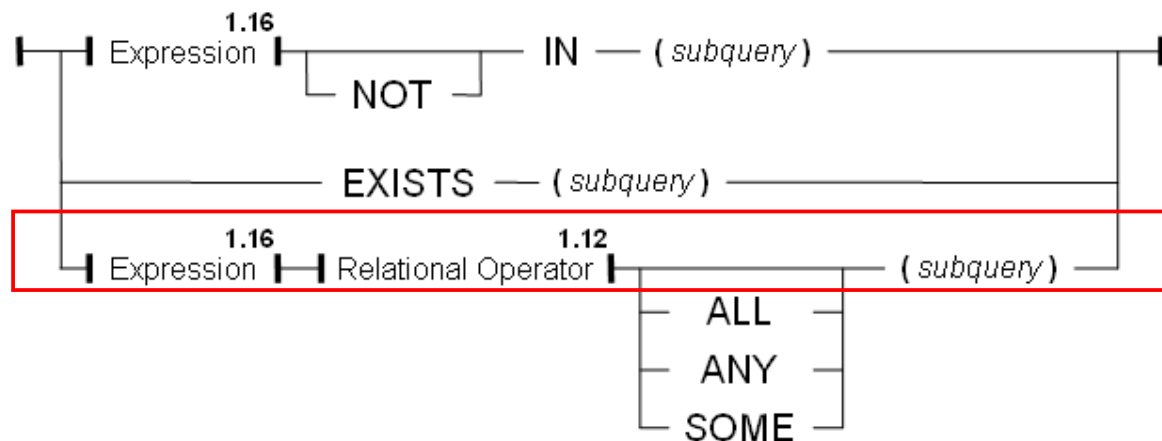 1.16
Expression IN ( subquery )
NOT
EXISTS ( subquery )
1.16 1.12
Expression Relational Operator ( subquery )
ALL
ANY
SOME